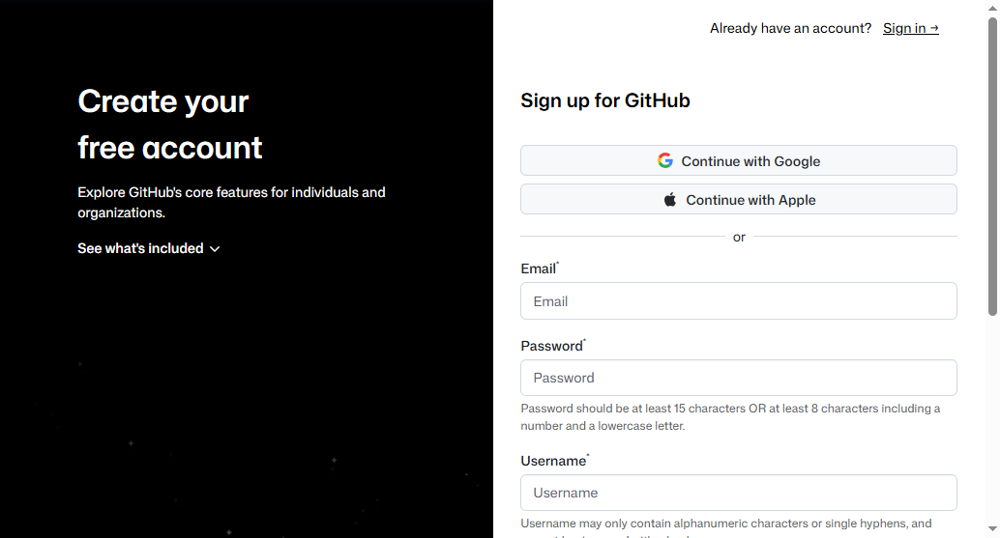 Already have an account? Sign in →
Create your
free account
Explore GitHub's core features for individuals and
organizations.
See what's included
Sign up for GitHub
Continue with Google
Continue with Apple
or
Email*
Email
Password*
Password
Password should be at least 15 characters OR at least 8 characters including a
number and a lowercase letter.
Username*
Username
Username may only contain alphanumeric characters or single hyphens, and